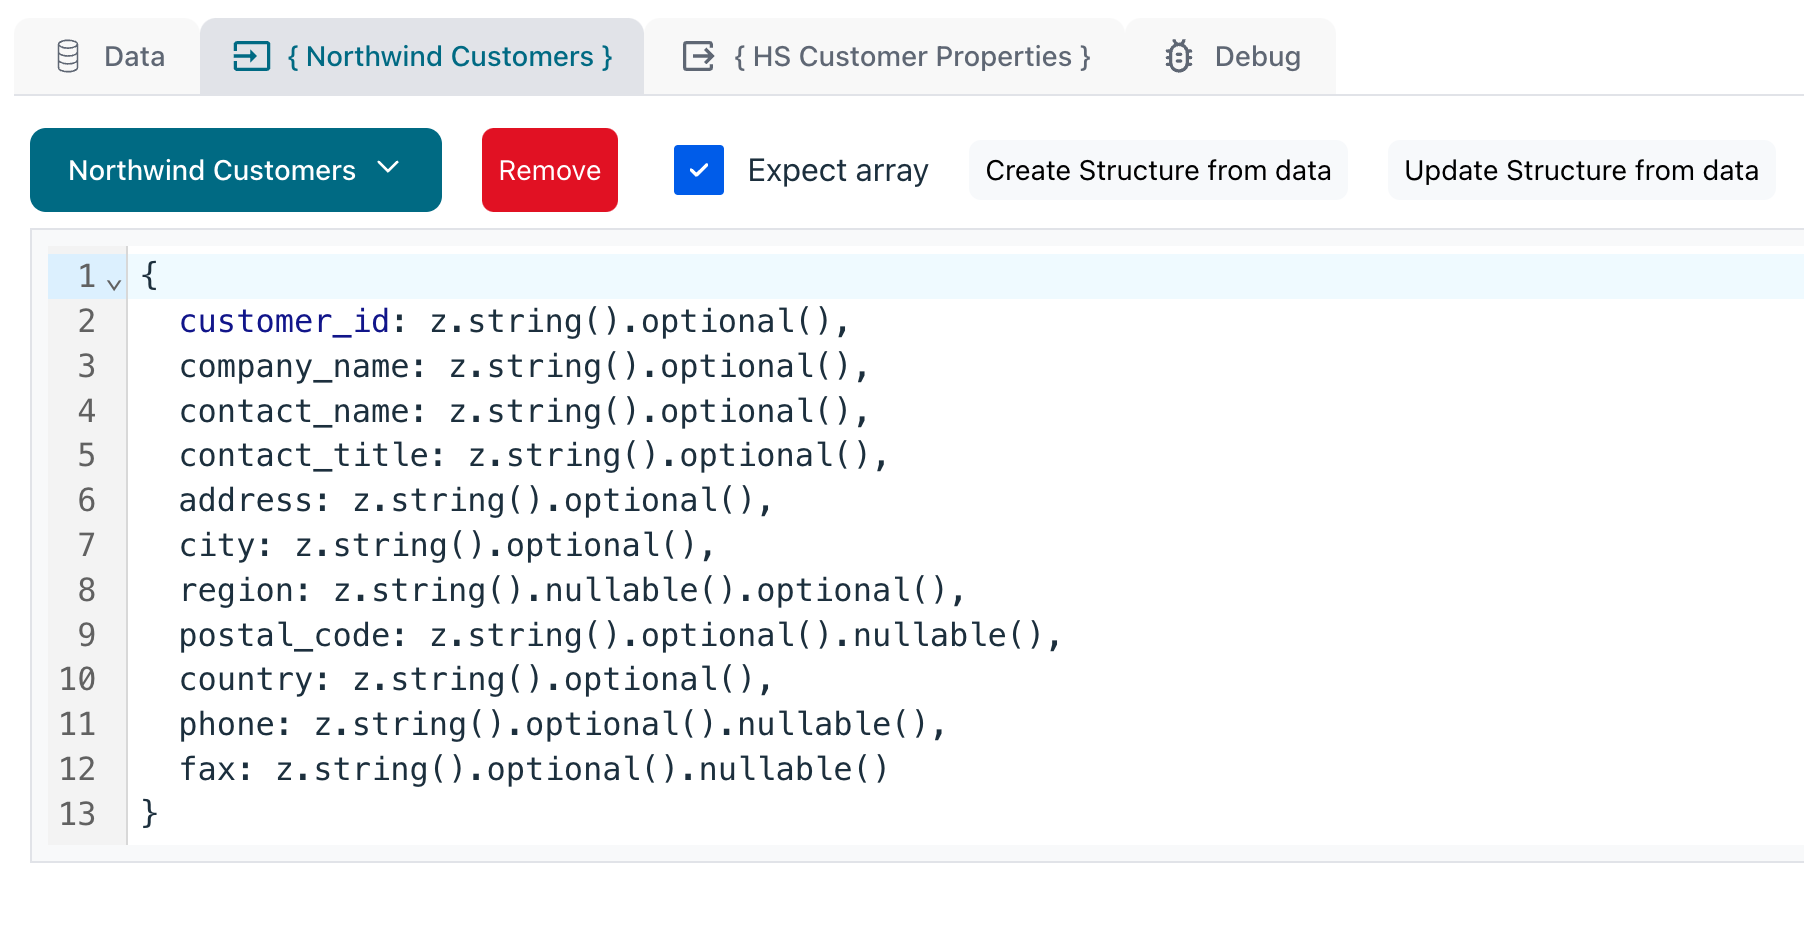 Data { Northwind Customers } { HS Customer Properties } Debug
Northwind Customers Remove Expect array Create Structure from data Update Structure from data
1 {
2 customer_id: z.string().optional(),
3 company_name: z.string().optional(),
4 contact_name: z.string().optional(),
5 contact_title: z.string().optional(),
6 address: z.string().optional(),
7 city: z.string().optional(),
8 region: z.string().nullable().optional(),
9 postal_code: z.string().optional().nullable(),
10 country: z.string().optional(),
11 phone: z.string().optional().nullable(),
12 fax: z.string().optional().nullable()
13 }